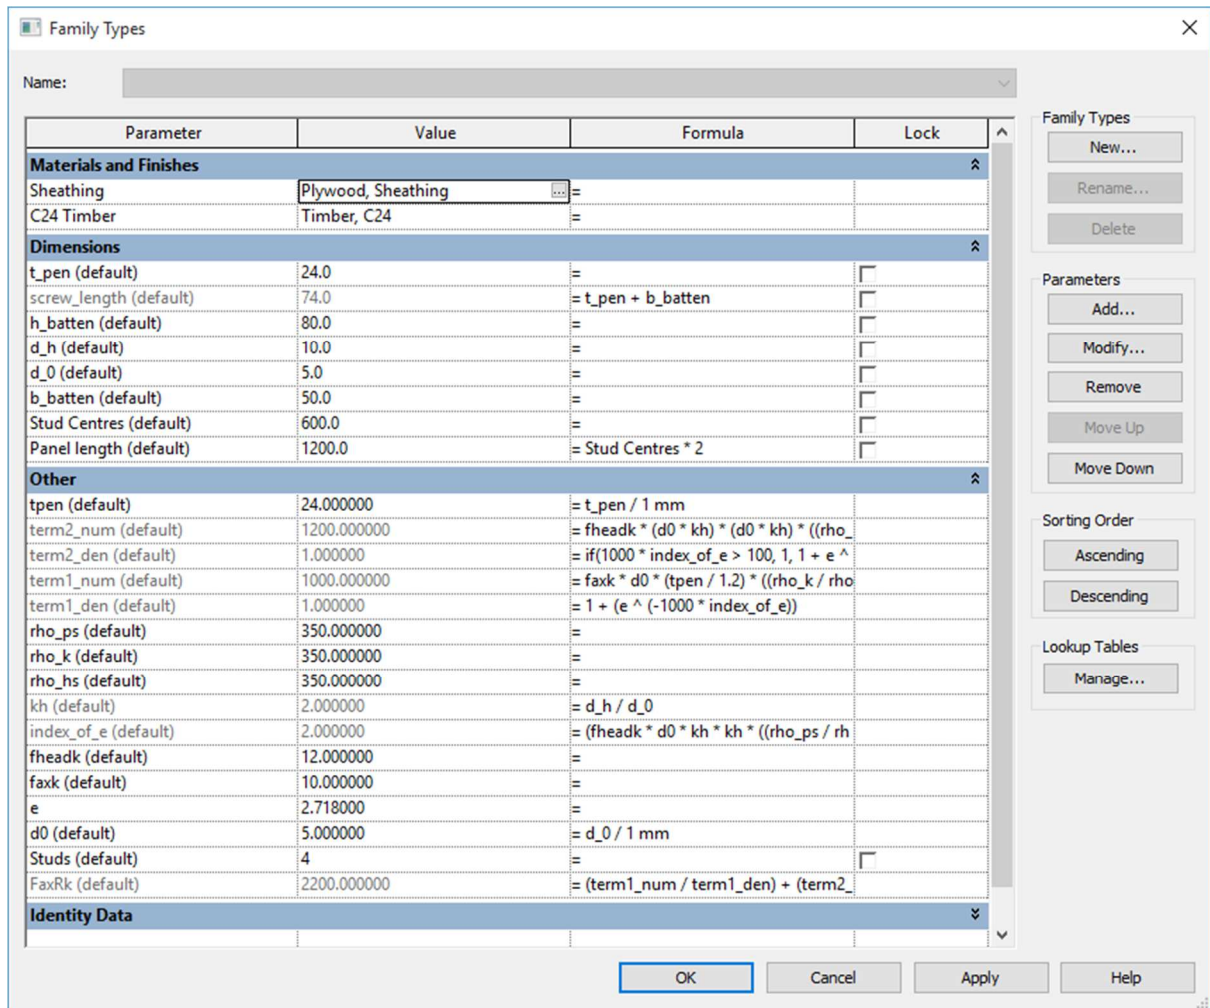 Family Types
Name:
Parameter Value Formula Lock
Materials and Finishes
Sheathing Plywood, Sheathing ... =
C24 Timber Timber, C24 =
Dimensions
t_pen (default) 24.0 =
screw_length (default) 74.0 = t_pen + b_batten
h_batten (default) 80.0 =
d_h (default) 10.0 =
d_0 (default) 5.0 =
b_batten (default) 50.0 =
Stud Centres (default) 600.0 =
Panel length (default) 1200.0 = Stud Centres * 2
Other
tpen (default) 24.000000 = t_pen / 1 mm
term2_num (default) 1200.000000 = fheadk * (d0 * kh) * (d0 * kh) * ((rho_
term2_den (default) 1.000000 = if(1000 * index_of_e > 100, 1, 1 + e ^
term1_num (default) 1000.000000 = faxk * d0 * (tpen / 1.2) * ((rho_k / rho
term1_den (default) 1.000000 = 1 + (e ^ (-1000 * index_of_e))
rho_ps (default) 350.000000 =
rho_k (default) 350.000000 =
rho_hs (default) 350.000000 =
kh (default) 2.000000 = d_h / d_0
index_of_e (default) 2.000000 = (fheadk * d0 * kh * kh * ((rho_ps / rh
fheadk (default) 12.000000 =
faxk (default) 10.000000 =
e 2.718000 =
d0 (default) 5.000000 = d_0 / 1 mm
Studs (default) 4 =
FaxRk (default) 2200.000000 = (term1_num / term1_den) + (term2_
Identity Data
Family Types
New...
Rename...
Delete
Parameters
Add...
Modify...
Remove
Move Up
Move Down
Sorting Order
Ascending
Descending
Lookup Tables
Manage...
OK Cancel Apply Help